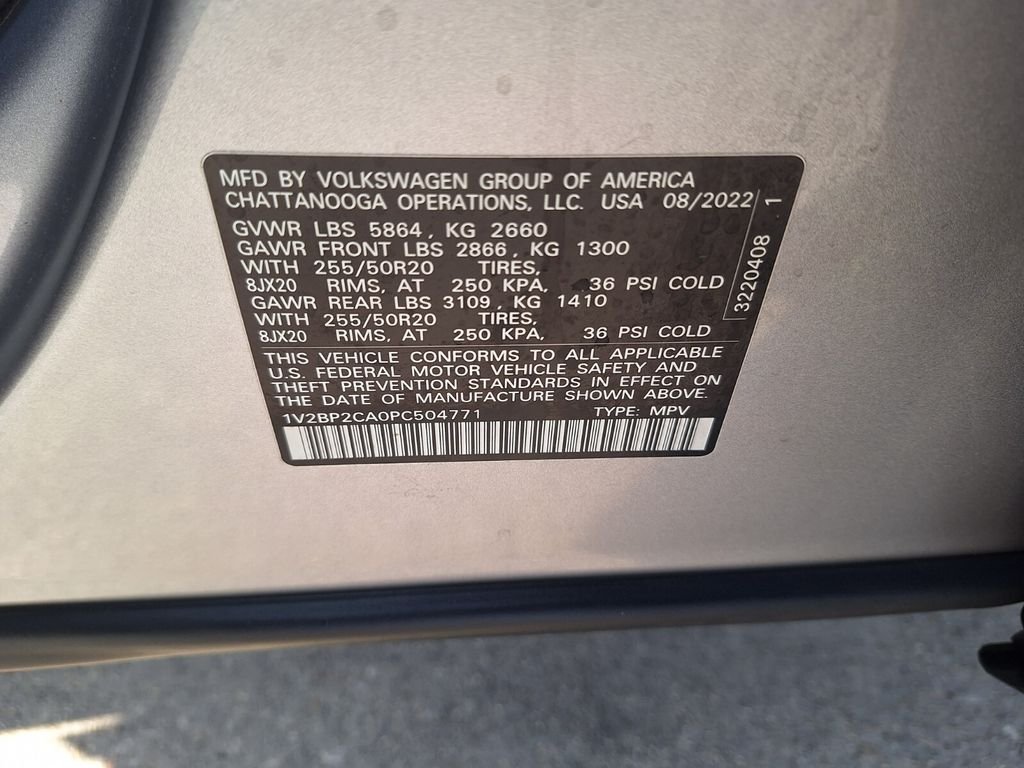 MFD BY VOLKSWAGEN GROUP OF AMERICA
CHATTANOOGA OPERATIONS, LLC. USA 08/2022
GVWR LBS 5864, KG 2660
GAWR FRONT LBS 2866, KG 1300
WITH 255/50R20 TIRES,
8JX20 RIMS, AT 250 KPA, 36 PSI COLD
GAWR REAR LBS 3109, KG 1410
WITH 255/50R20 TIRES,
8JX20 RIMS, AT 250 KPA, 36 PSI COLD
THIS VEHICLE CONFORMS TO ALL APPLICABLE
U.S. FEDERAL MOTOR VEHICLE SAFETY AND
THEFT PREVENTION STANDARDS IN EFFECT ON
THE DATE OF MANUFACTURE SHOWN ABOVE.
1V2BP2CA0PC504771 TYPE: MPV
3220408 1